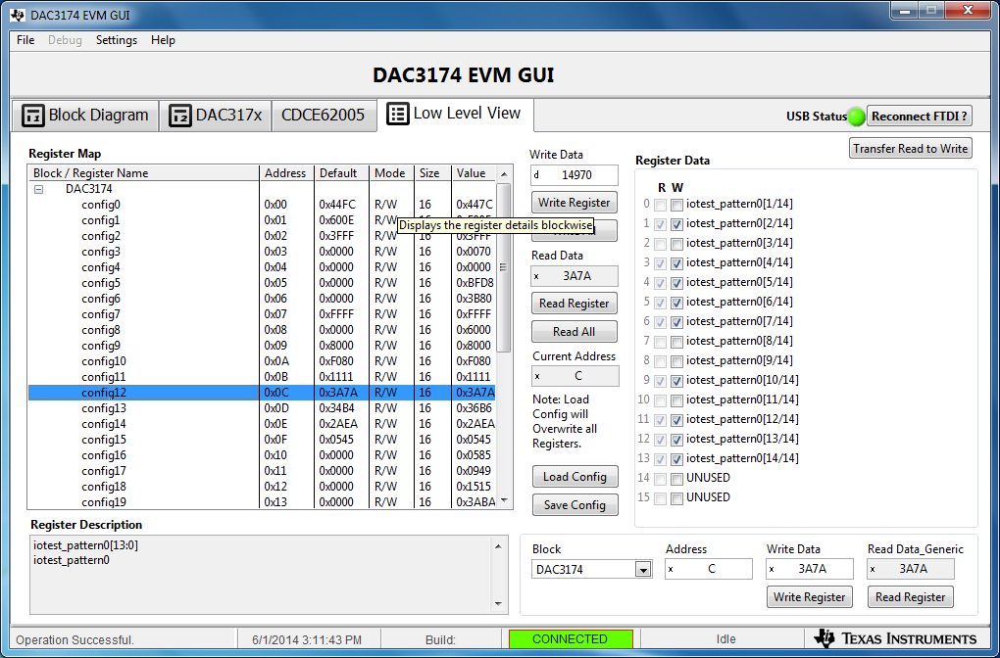 DAC3174 EVM GUI
File Debug Settings Help
DAC3174 EVM GUI
Block Diagram DAC317x CDCE62005 Low Level View
USB Status Reconnect FTDI ?
Transfer Read to Write
Register Map
Block / Register Name Address Default Mode Size Value
DAC3174
config0 0x00 0x44FC R/W 16 0x447C
config1 0x01 0x600E R/W
config2 0x02 0x3FFF R/W 16 0x3FFF
config3 0x03 0x0000 R/W 16 0x0070
config4 0x04 0x0000 R/W 16 0x0000
config5 0x05 0x0000 R/W 16 0xBFD8
config6 0x06 0x0000 R/W 16 0x3B80
config7 0x07 0xFFFF R/W 16 0xFFFF
config8 0x08 0x0000 R/W 16 0x6000
config9 0x09 0x8000 R/W 16 0x8000
config10 0x0A 0xF080 R/W 16 0xF080
config11 0x0B 0x1111 R/W 16 0x1111
config12 0x0C 0x3A7A R/W 16 0x3A7A
config13 0x0D 0x34B4 R/W 16 0x36B6
config14 0x0E 0x2AEA R/W 16 0x2AEA
config15 0x0F 0x0545 R/W 16 0x0545
config16 0x10 0x0000 R/W 16 0x0585
config17 0x11 0x0000 R/W 16 0x0949
config18 0x12 0x0000 R/W 16 0x1515
config19 0x13 0x0000 R/W 16 0x3ABA
Displays the register details blockwise
Register Description
iotest_pattern0[13:0]
iotest_pattern0
Write Data
d 14970
Write Register
Read Data
x 3A7A
Read Register
Read All
Current Address
x C
Note: Load
Config will
Overwrite all
Registers.
Load Config
Save Config
Register Data
R W
0 iotest_pattern0[1/14]
1 iotest_pattern0[2/14]
2 iotest_pattern0[3/14]
3 iotest_pattern0[4/14]
4 iotest_pattern0[5/14]
5 iotest_pattern0[6/14]
6 iotest_pattern0[7/14]
7 iotest_pattern0[8/14]
8 iotest_pattern0[9/14]
9 iotest_pattern0[10/14]
10 iotest_pattern0[11/14]
11 iotest_pattern0[12/14]
12 iotest_pattern0[13/14]
13 iotest_pattern0[14/14]
14 UNUSED
15 UNUSED
Block Address Write Data Read Data_Generic
DAC3174 x C x 3A7A x 3A7A
Write Register Read Register
Operation Successful. 6/1/2014 3:11:43 PM Build: CONNECTED Idle TEXAS INSTRUMENTS